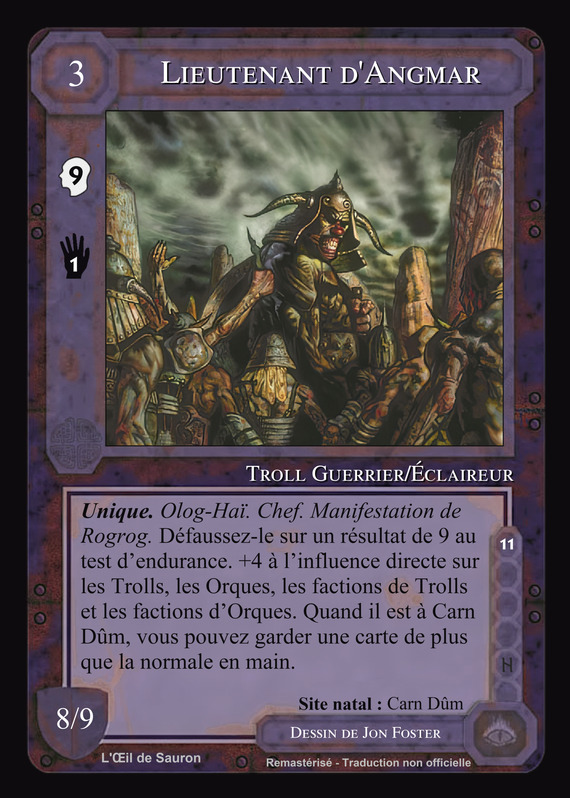 3
LIEUTENANT D'ANGMAR
9
1
TROLL GUERRIER/ÉCLAIREUR
Unique. Olog-Haï. Chef. Manifestation de
Rogrog. Défaussez-le sur un résultat de 9 au
test d’endurance. +4 à l’influence directe sur
les Trolls, les Orques, les factions de Trolls
et les factions d’Orques. Quand il est à Carn
Dûm, vous pouvez garder une carte de plus
que la normale en main.
11
Site natal : Carn Dûm
8/9
DESSIN DE JON FOSTER
L'Œil de Sauron
Remastérisé - Traduction non officielle